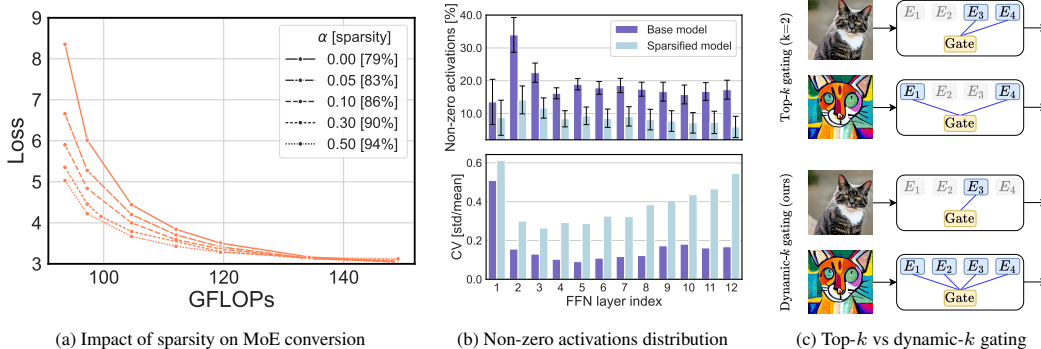 9
8
7
6
5
4
3
Loss
100
120
140
GFLOPs
α [sparsity]
0.00 [79%]
0.05 [83%]
0.10 [86%]
0.30 [90%]
0.50 [94%]
(a) Impact of sparsity on MoE conversion
Non-zero activations [%]
40.0
30.0
20.0
10.0
Base model
Sparsified model
CV [std/mean]
0.6
0.4
0.2
0.0
1 2 3 4 5 6 7 8 9 10 11 12
FFN layer index
(b) Non-zero activations distribution
Top-k gating (k=2)
E1 E2 E3 E4
Gate
E1 E2 E3 E4
Gate
Dynamic-k gating (ours)
E1 E2 E3 E4
Gate
E1 E2 E3 E4
Gate
(c) Top-k vs dynamic-k gating